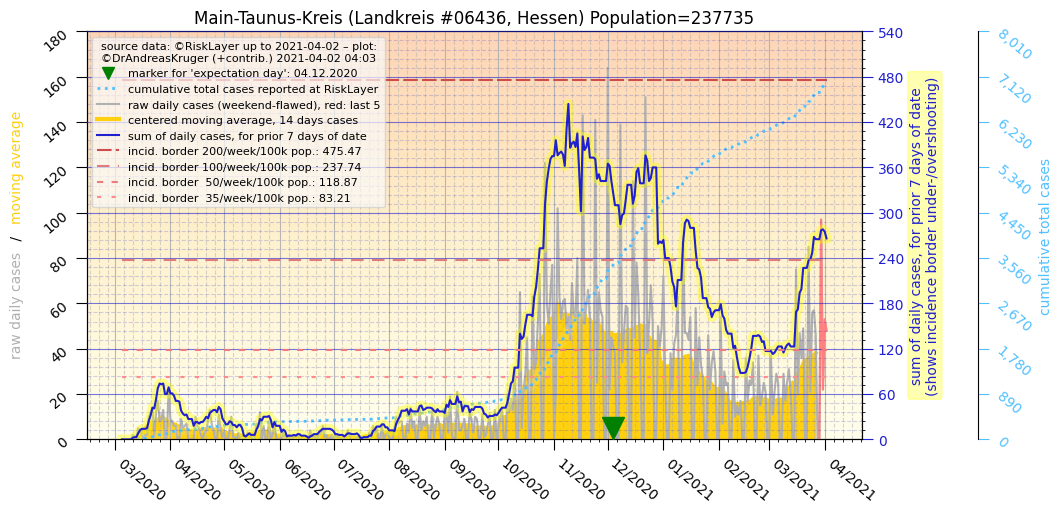 Main-Taunus-Kreis (Landkreis #06436, Hessen) Population=237735
source data: ©RiskLayer up to 2021-04-02 – plot:
©DrAndreasKruger (+contrib.) 2021-04-02 04:03
marker for 'expectation day': 04.12.2020
cumulative total cases reported at RiskLayer
raw daily cases (weekend-flawed), red: last 5
centered moving average, 14 days cases
sum of daily cases, for prior 7 days of date
incid. border 200/week/100k pop.: 475.47
incid. border 100/week/100k pop.: 237.74
incid. border  50/week/100k pop.: 118.87
incid. border  35/week/100k pop.: 83.21
raw daily cases  /  moving average
180
160
140
120
100
80
60
40
20
0
03/2020
04/2020
05/2020
06/2020
07/2020
08/2020
09/2020
10/2020
11/2020
12/2020
01/2021
02/2021
03/2021
04/2021
540
480
420
360
300
240
180
120
60
0
sum of daily cases, for prior 7 days of date
(shows incidence border under-/overshooting)
8,010
7,120
6,230
5,340
4,450
3,560
2,670
1,780
890
0
cumulative total cases